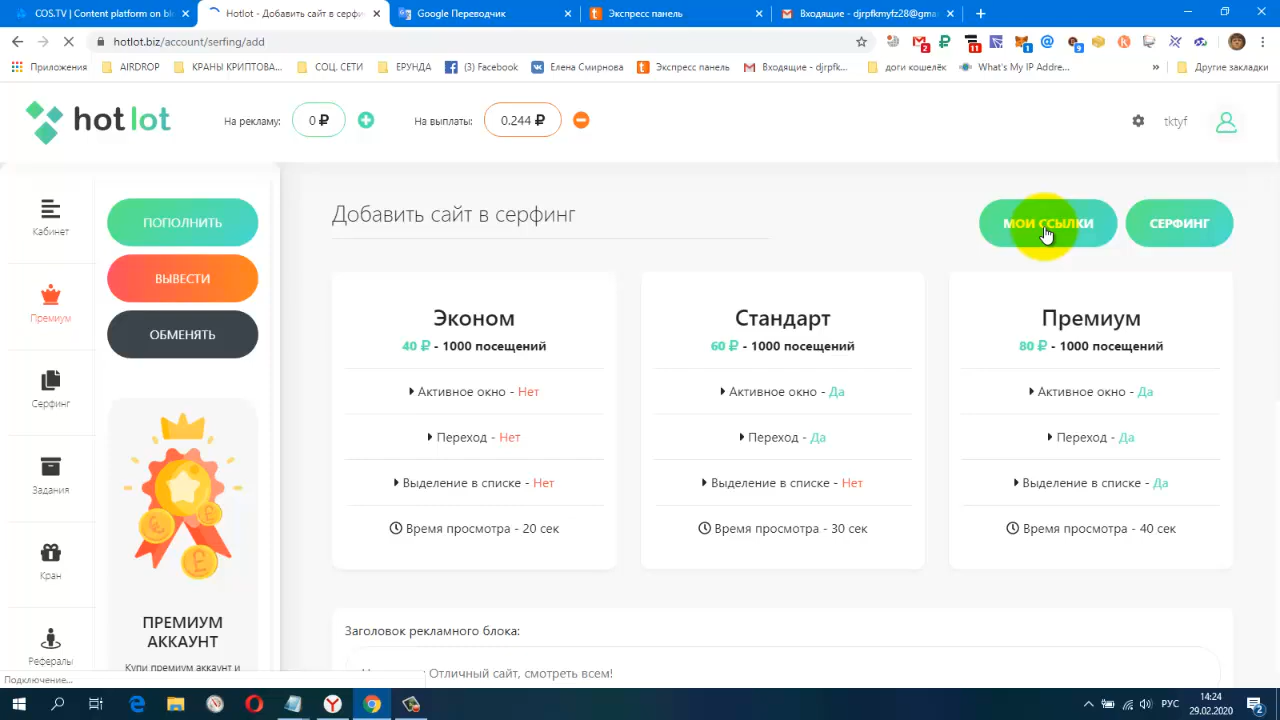 COS.TV | Content platform on bl
Hotlot - Добавить сайт в серфин
Google Переводчик
Экспресс панель
Входящие - djrpfkmyfz28@gma
hotlot.biz/account/serfing/add
2
11
1
9
Приложения
AIRDROP
КРАНЫ КРИПТОВА...
СОЦ. СЕТИ
ЕРУНДА
(3) Facebook
Елена Смирнова
Экспресс панель
Входящие - djrpfk...
доги кошелёк
What's My IP Addre...
»
Другие закладки
hotlot
На рекламу:
0 ₽
На выплаты:
0.244 ₽
tktyf
Кабинет
Премиум
Серфинг
Задания
Кран
Рефералы
ПОПОЛНИТЬ
ВЫВЕСТИ
ОБМЕНЯТЬ
ПРЕМИУМ
АККАУНТ
Купи премиум аккаунт и
Добавить сайт в серфинг
МОИ ССЫЛКИ
СЕРФИНГ
Эконом
40 ₽ - 1000 посещений
Активное окно - Нет
Переход - Нет
Выделение в списке - Нет
Время просмотра - 20 сек
Стандарт
60 ₽ - 1000 посещений
Активное окно - Да
Переход - Да
Выделение в списке - Нет
Время просмотра - 30 сек
Премиум
80 ₽ - 1000 посещений
Активное окно - Да
Переход - Да
Выделение в списке - Да
Время просмотра - 40 сек
Заголовок рекламного блока:
Отличный сайт, смотреть всем!
Подключение...
РУС
14:24
29.02.2020
2